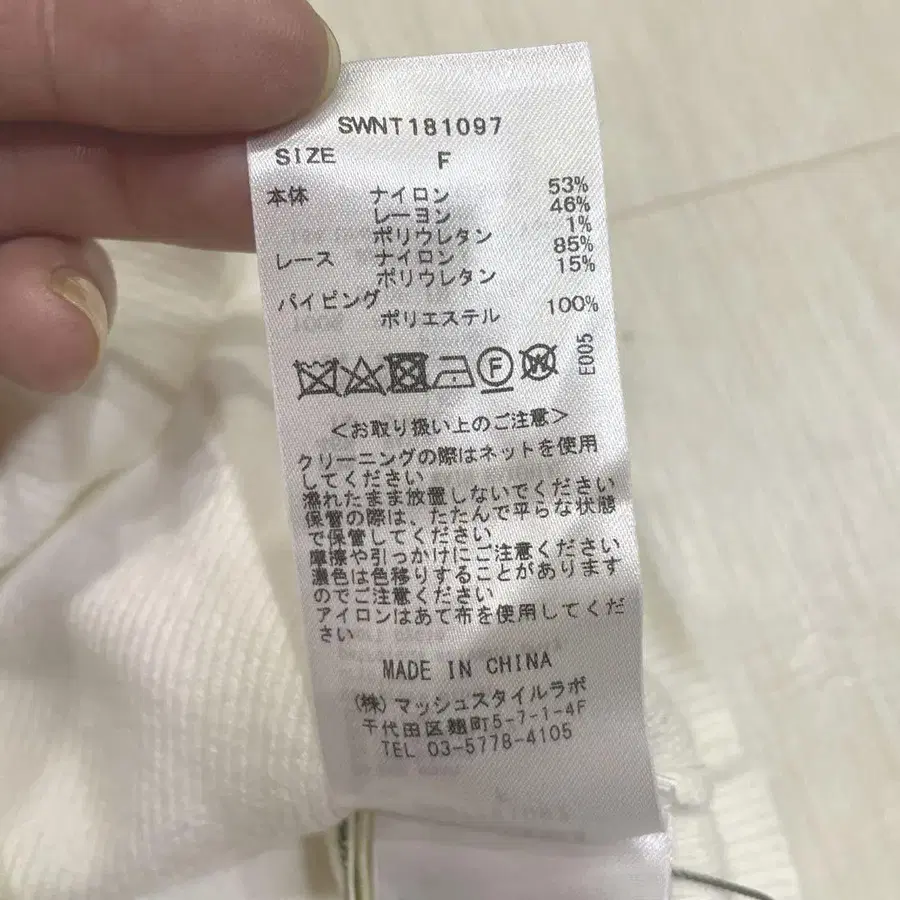 SWNT181097
SIZE F
本体 ナイロン 53%
レーヨン 46%
ポリウレタン 1%
レース ナイロン 85%
ポリウレタン 15%
パイピング
ポリエステル 100%
F
W
E005
<お取り扱い上のご注意>
クリーニングの際はネットを使用
してください
濡れたまま放置しないでください
保管の際は、たたんで平らな状態
で保管してください
摩擦や引っかけにご注意ください
濃色は色移りすることがあります
のでご注意ください
アイロンはあて布を使用してくだ
さい
MADE IN CHINA
(株)マッシュスタイルラボ
千代田区麹町5-7-1-4F
TEL 03-5778-4105